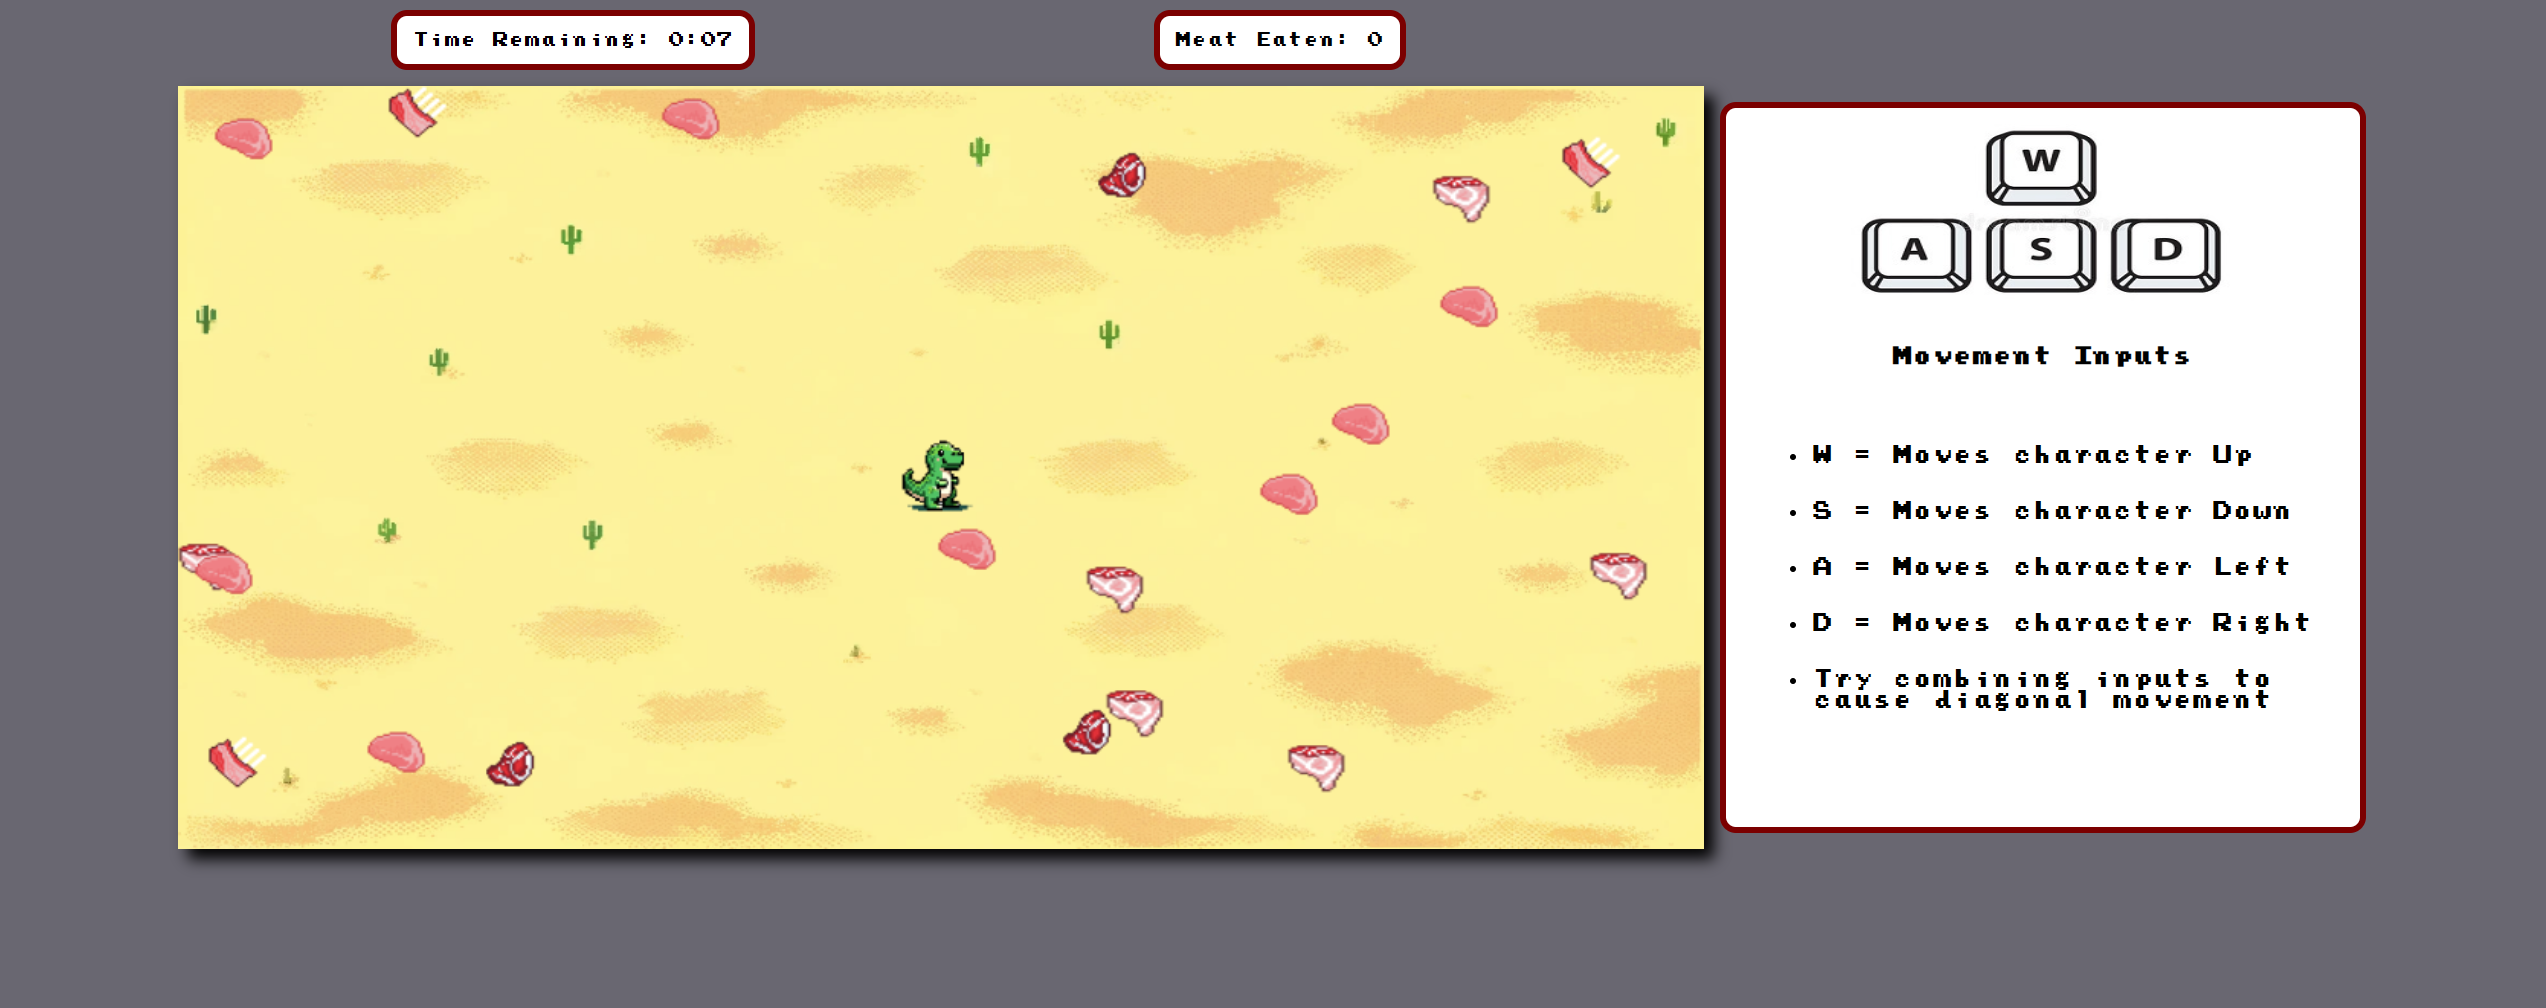 Time Remaining: 0:07
Meat Eaten: 0
W
A S D
Movement Inputs
• W = Moves character Up
• S = Moves character Down
• A = Moves character Left
• D = Moves character Right
• Try combining inputs to
cause diagonal movement